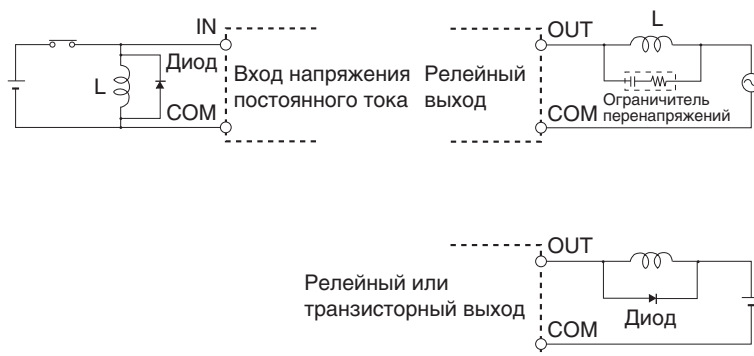 IN
Диод
L
COM
Вход напряжения
постоянного тока
Релейный
выход
OUT
L
Ограничитель
перенапряжений
COM
Релейный или
транзисторный выход
OUT
Диод
COM